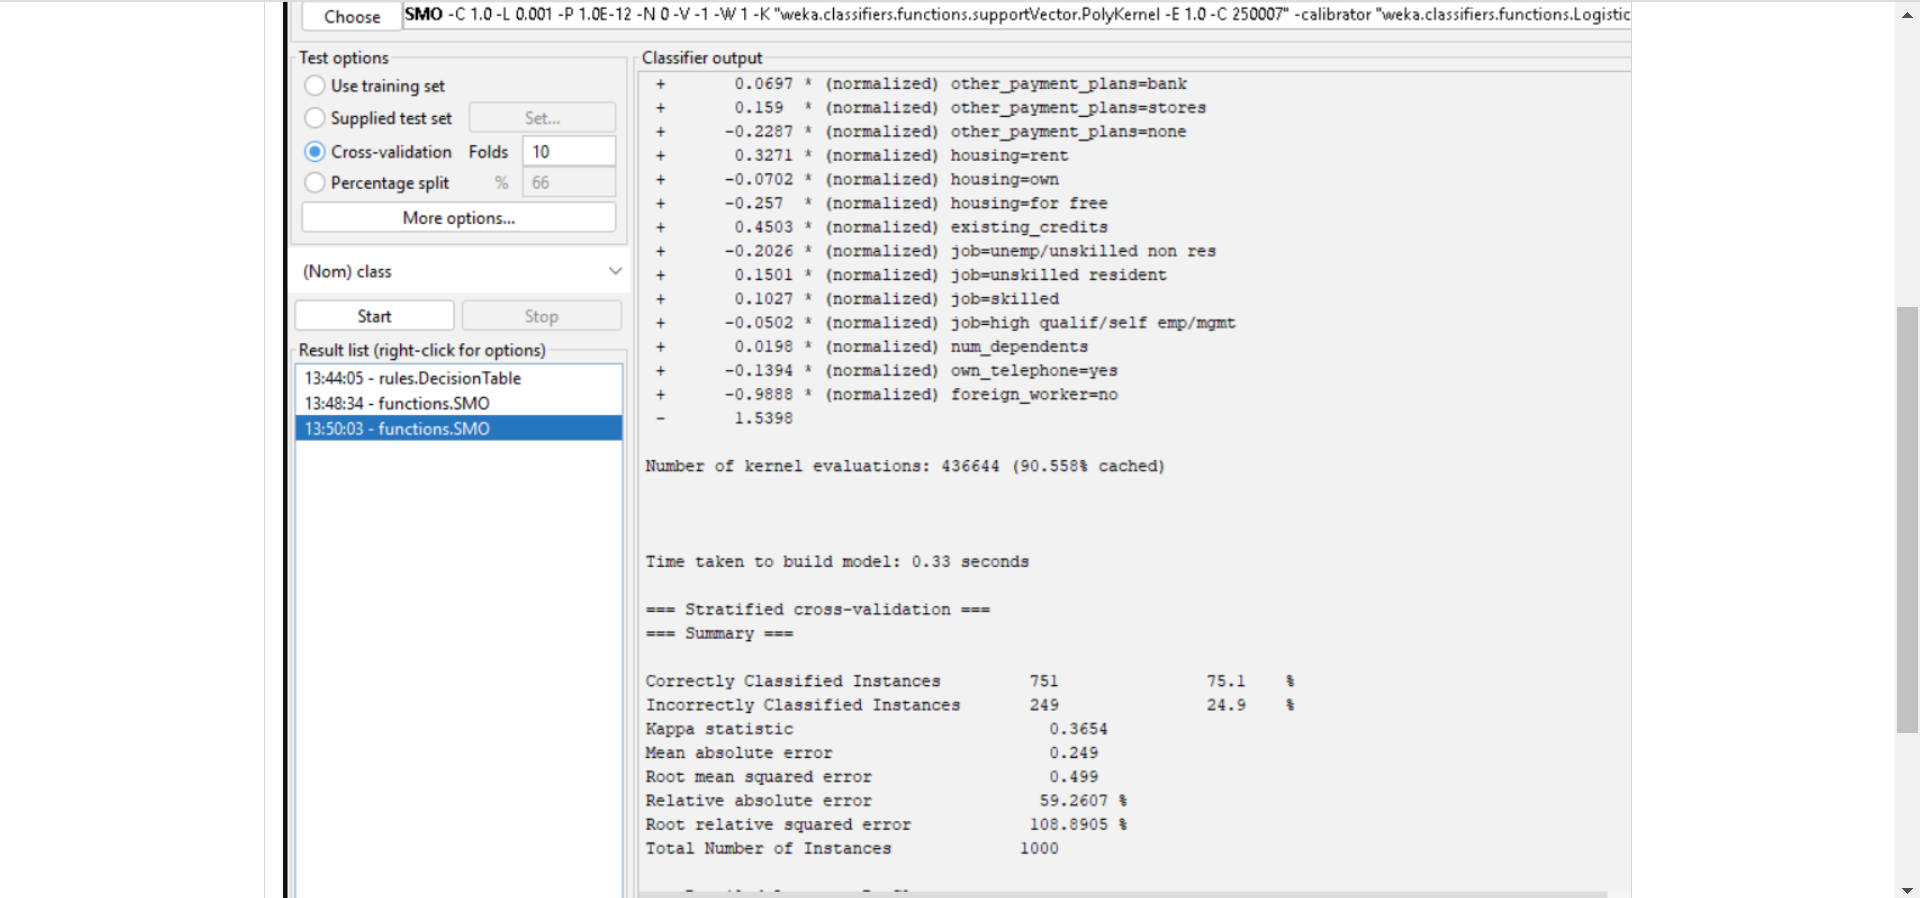 Choose SMO -C 1.0 -L 0.001 -P 1.0E-12 -N 0 -V -1 -W 1 -K "weka.classifiers.functions.supportVector.PolyKernel -E 1.0 -C 250007" -calibrator "weka.classifiers.functions.Logistic
Test options
Use training set
Supplied test set Set...
Cross-validation Folds 10
Percentage split % 66
More options...
(Nom) class
Start Stop
Result list (right-click for options)
13:44:05 - rules.DecisionTable
13:48:34 - functions.SMO
13:50:03 - functions.SMO
Classifier output
+ 0.0697 * (normalized) other_payment_plans=bank
+ 0.159 * (normalized) other_payment_plans=stores
+ -0.2287 * (normalized) other_payment_plans=none
+ 0.3271 * (normalized) housing=rent
+ -0.0702 * (normalized) housing=own
+ -0.257 * (normalized) housing=for free
+ 0.4503 * (normalized) existing_credits
+ -0.2026 * (normalized) job=unemp/unskilled non res
+ 0.1501 * (normalized) job=unskilled resident
+ 0.1027 * (normalized) job=skilled
+ -0.0502 * (normalized) job=high qualif/self emp/mgmt
+ 0.0198 * (normalized) num_dependents
+ -0.1394 * (normalized) own_telephone=yes
+ -0.9888 * (normalized) foreign_worker=no
- 1.5398
Number of kernel evaluations: 436644 (90.558% cached)
Time taken to build model: 0.33 seconds
=== Stratified cross-validation ===
=== Summary ===
Correctly Classified Instances 751 75.1 %
Incorrectly Classified Instances 249 24.9 %
Kappa statistic 0.3654
Mean absolute error 0.249
Root mean squared error 0.499
Relative absolute error 59.2607 %
Root relative squared error 108.8905 %
Total Number of Instances 1000